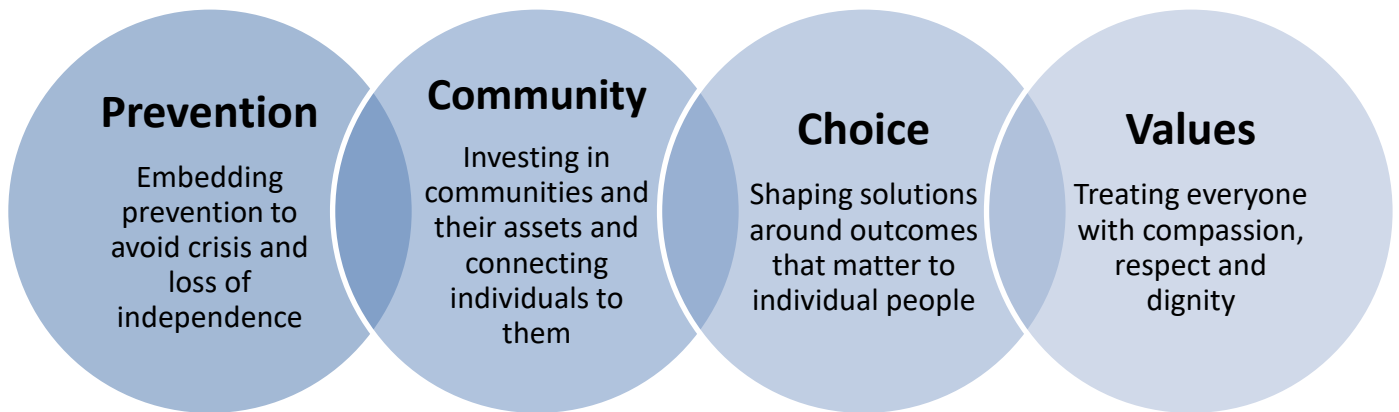 Prevention
Embedding
prevention to
avoid crisis and
loss of
independence
Community
Investing in
communities and
their assets and
connecting
individuals to
them
Choice
Shaping solutions
around outcomes
that matter to
individual people
Values
Treating everyone
with compassion,
respect and
dignity